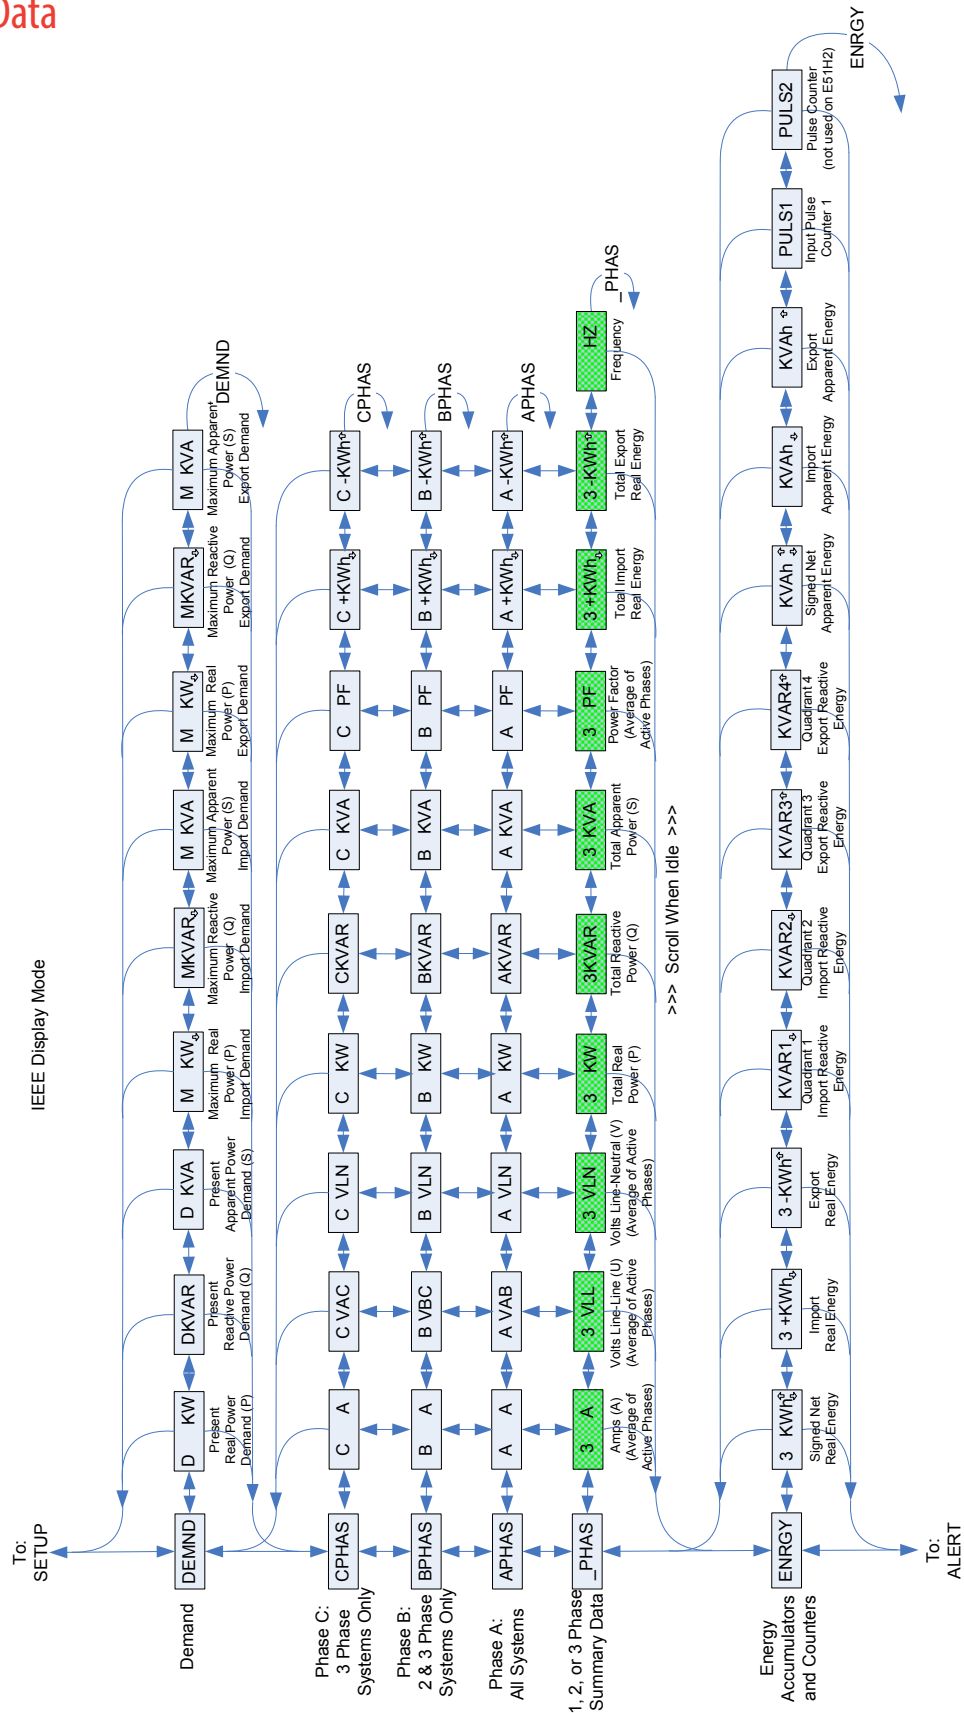 Data
IEEE Display Mode
To:
SETUP
Demand
DEMND
D KW
Present
Real Power
Demand (P)
DKVAR
Present
Reactive Power
Demand (Q)
D KVA
Present
Apparent Power
Demand (S)
M KW
Maximum Real
Power (P)
Import Demand
MKVAR
Maximum Reactive
Power (Q)
Import Demand
M KVA
Maximum Apparent
Power (S)
Import Demand
M KW
Maximum Real
Power (P)
Export Demand
MKVAR
Maximum Reactive
Power (Q)
Export Demand
M KVA
Maximum Apparent
Power (S)
Export Demand
DEMND
Phase C:
3 Phase
Systems Only
CPHAS
C A
C VAC
C VLN
C KW
CKVAR
C KVA
C PF
C +KWh
C -KWh
CPHAS
Phase B:
2 & 3 Phase
Systems Only
BPHAS
B A
B VBC
B VLN
B KW
BKVAR
B KVA
B PF
B +KWh
B -KWh
BPHAS
Phase A:
All Systems
APHAS
A A
A VAB
A VLN
A KW
AKVAR
A KVA
A PF
A +KWh
A -KWh
APHAS
1, 2, or 3 Phase
Summary Data
_PHAS
3 A
Amps (A)
(Average of
Active Phases)
3 VLL
Volts Line-Line (U)
(Average of Active
Phases)
3 VLN
Volts Line-Neutral (V)
(Average of Active
Phases)
3 KW
Total Real
Power (P)
3KVAR
Total Reactive
Power (Q)
3 KVA
Total Apparent
Power (S)
3 PF
Power Factor
(Average of
Active Phases)
3 +KWh
Total Import
Real Energy
3 -KWh
Total Export
Real Energy
HZ
Frequency
_PHAS
>>> Scroll When Idle >>>
Energy
Accumulators
and Counters
ENRGY
3 KWh
Signed Net
Real Energy
3 +KWh
Import
Real Energy
3 -KWh
Export
Real Energy
KVAR1
Quadrant 1
Import Reactive
Energy
KVAR2
Quadrant 2
Import Reactive
Energy
KVAR3
Quadrant 3
Export Reactive
Energy
KVAR4
Quadrant 4
Export Reactive
Energy
KVAh
Signed Net
Apparent Energy
KVAh
Import
Apparent Energy
KVAh
Export
Apparent Energy
PULS1
Input Pulse
Counter 1
PULS2
Pulse Counter
(not used on E51H2)
ENRGY
To:
ALERT